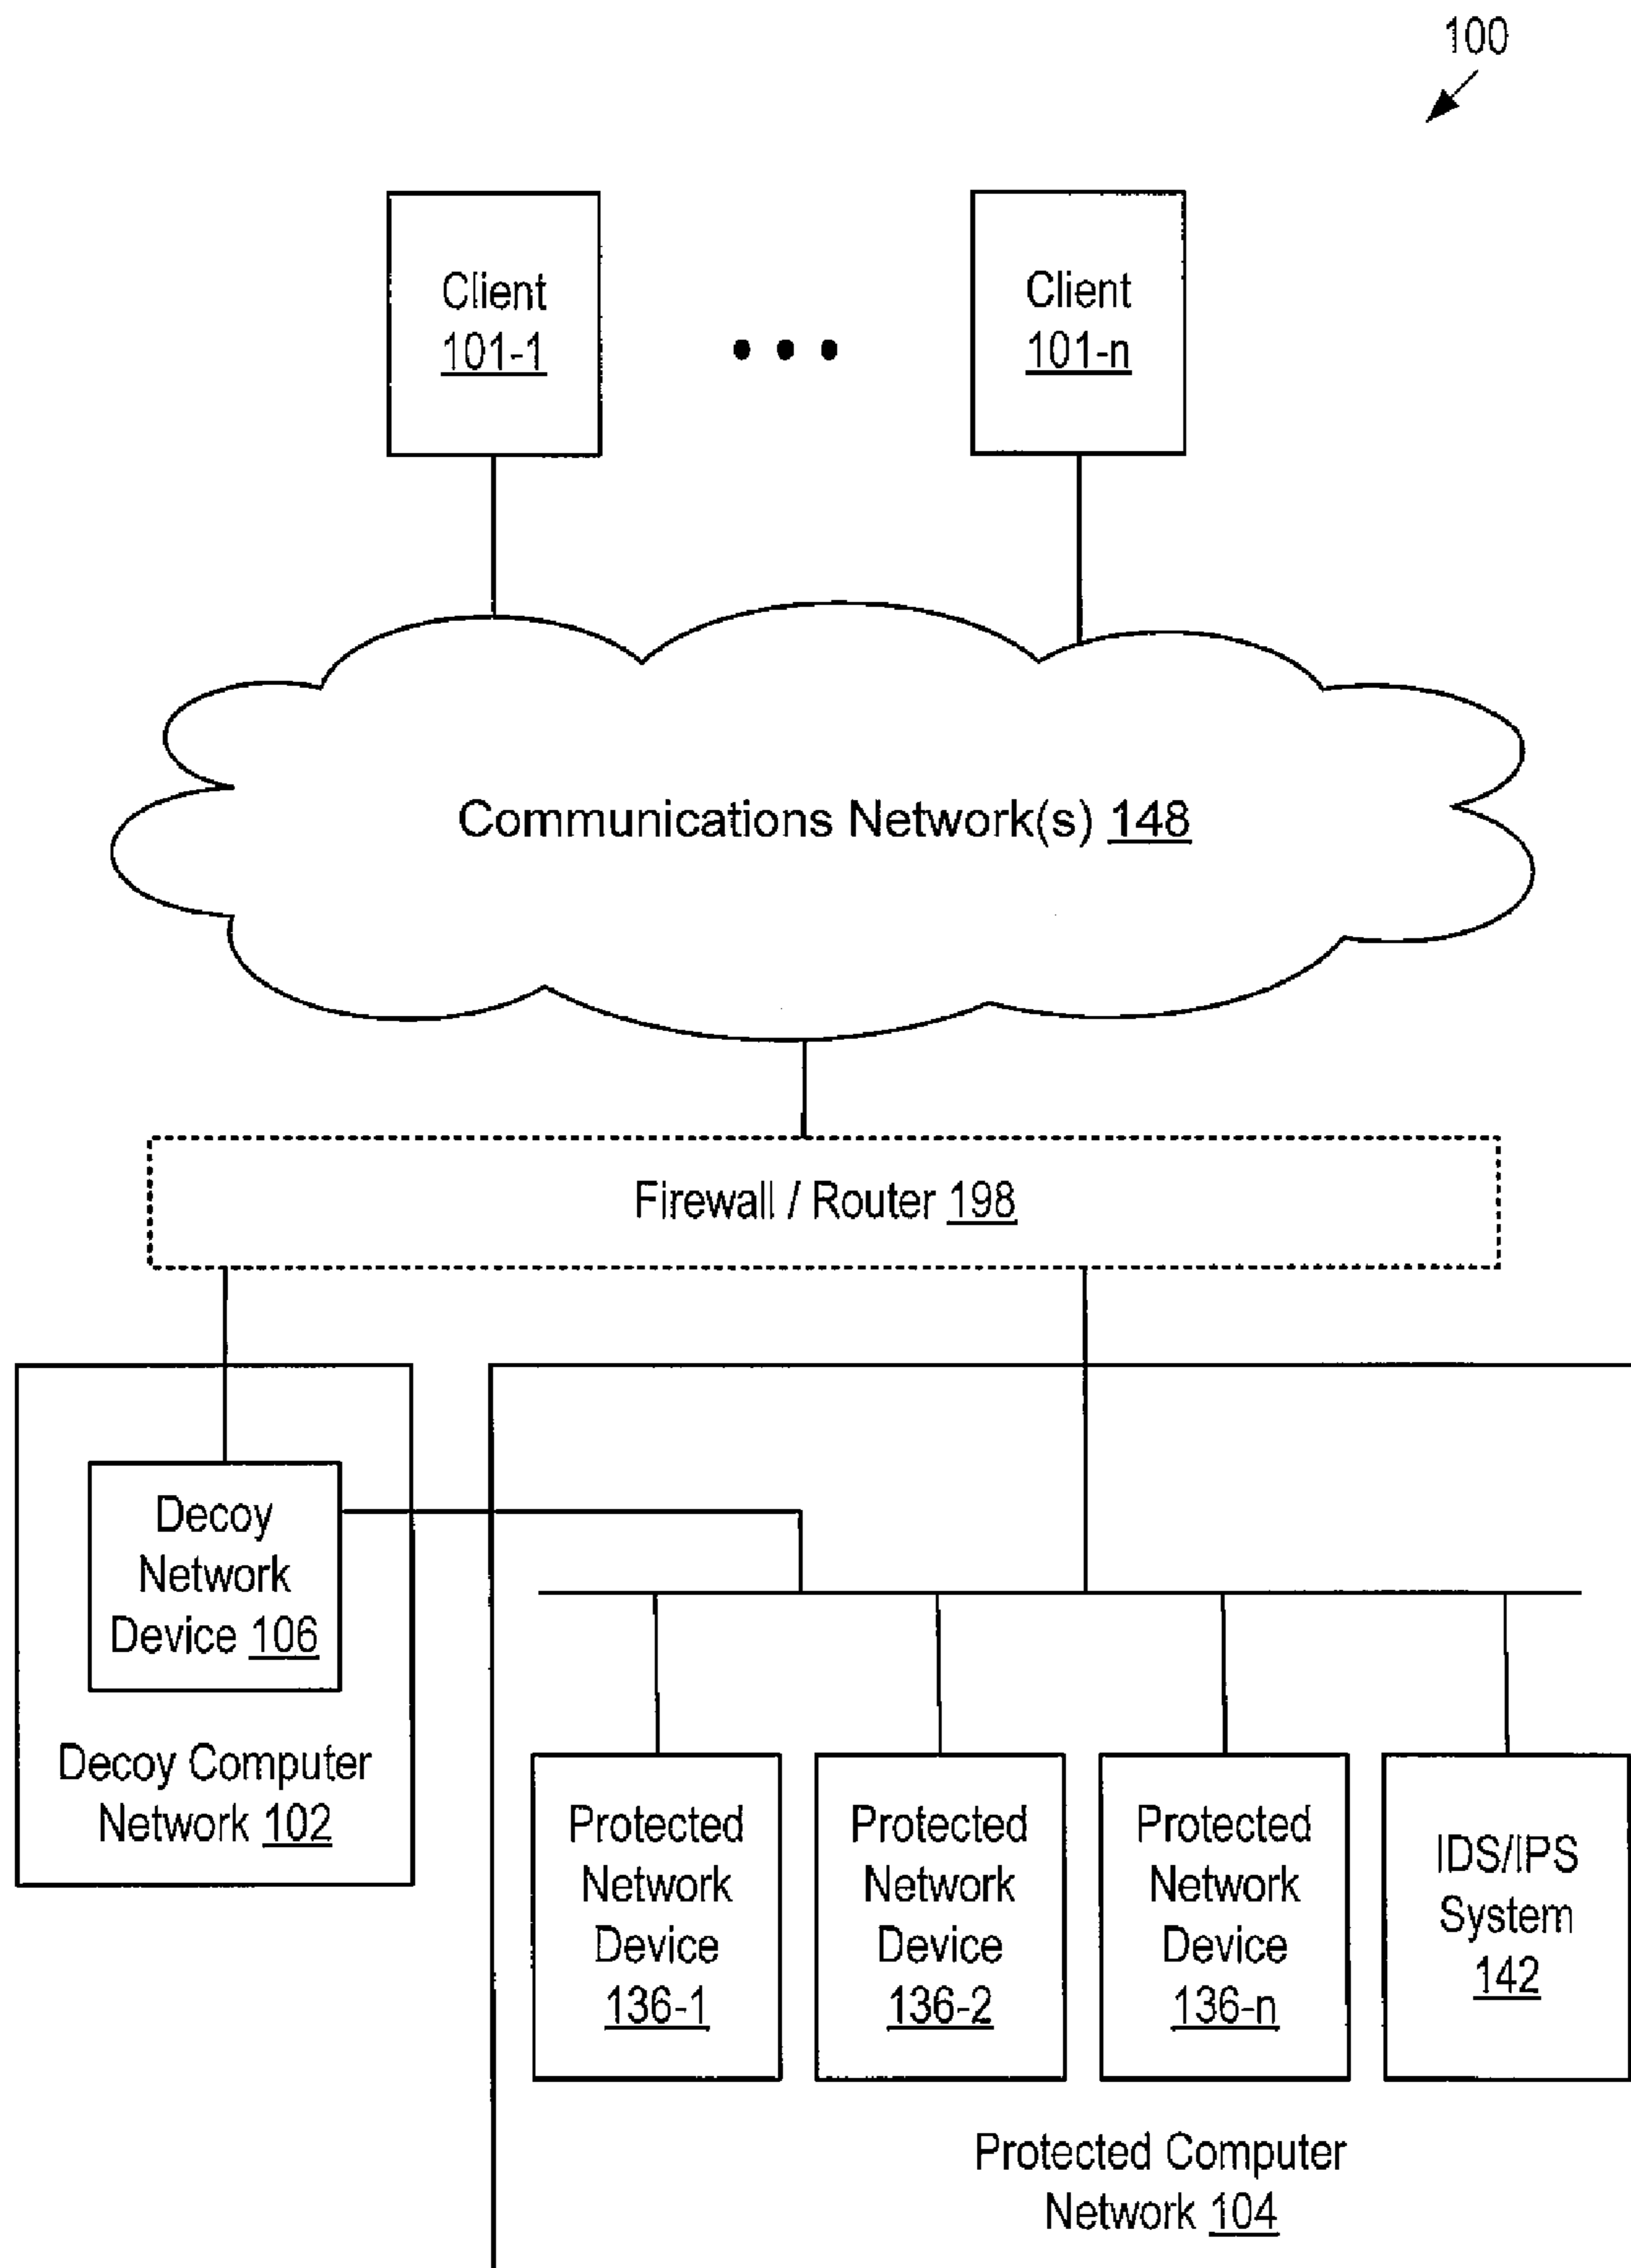 100
Client
101-1
Client
101-n
Communications Network(s) 148
Firewall / Router 198
Decoy
Network
Device 106
Decoy Computer
Network 102
Protected
Network
Device
136-1
Protected
Network
Device
136-2
Protected
Network
Device
136-n
IDS/IPS
System
142
Protected Computer
Network 104